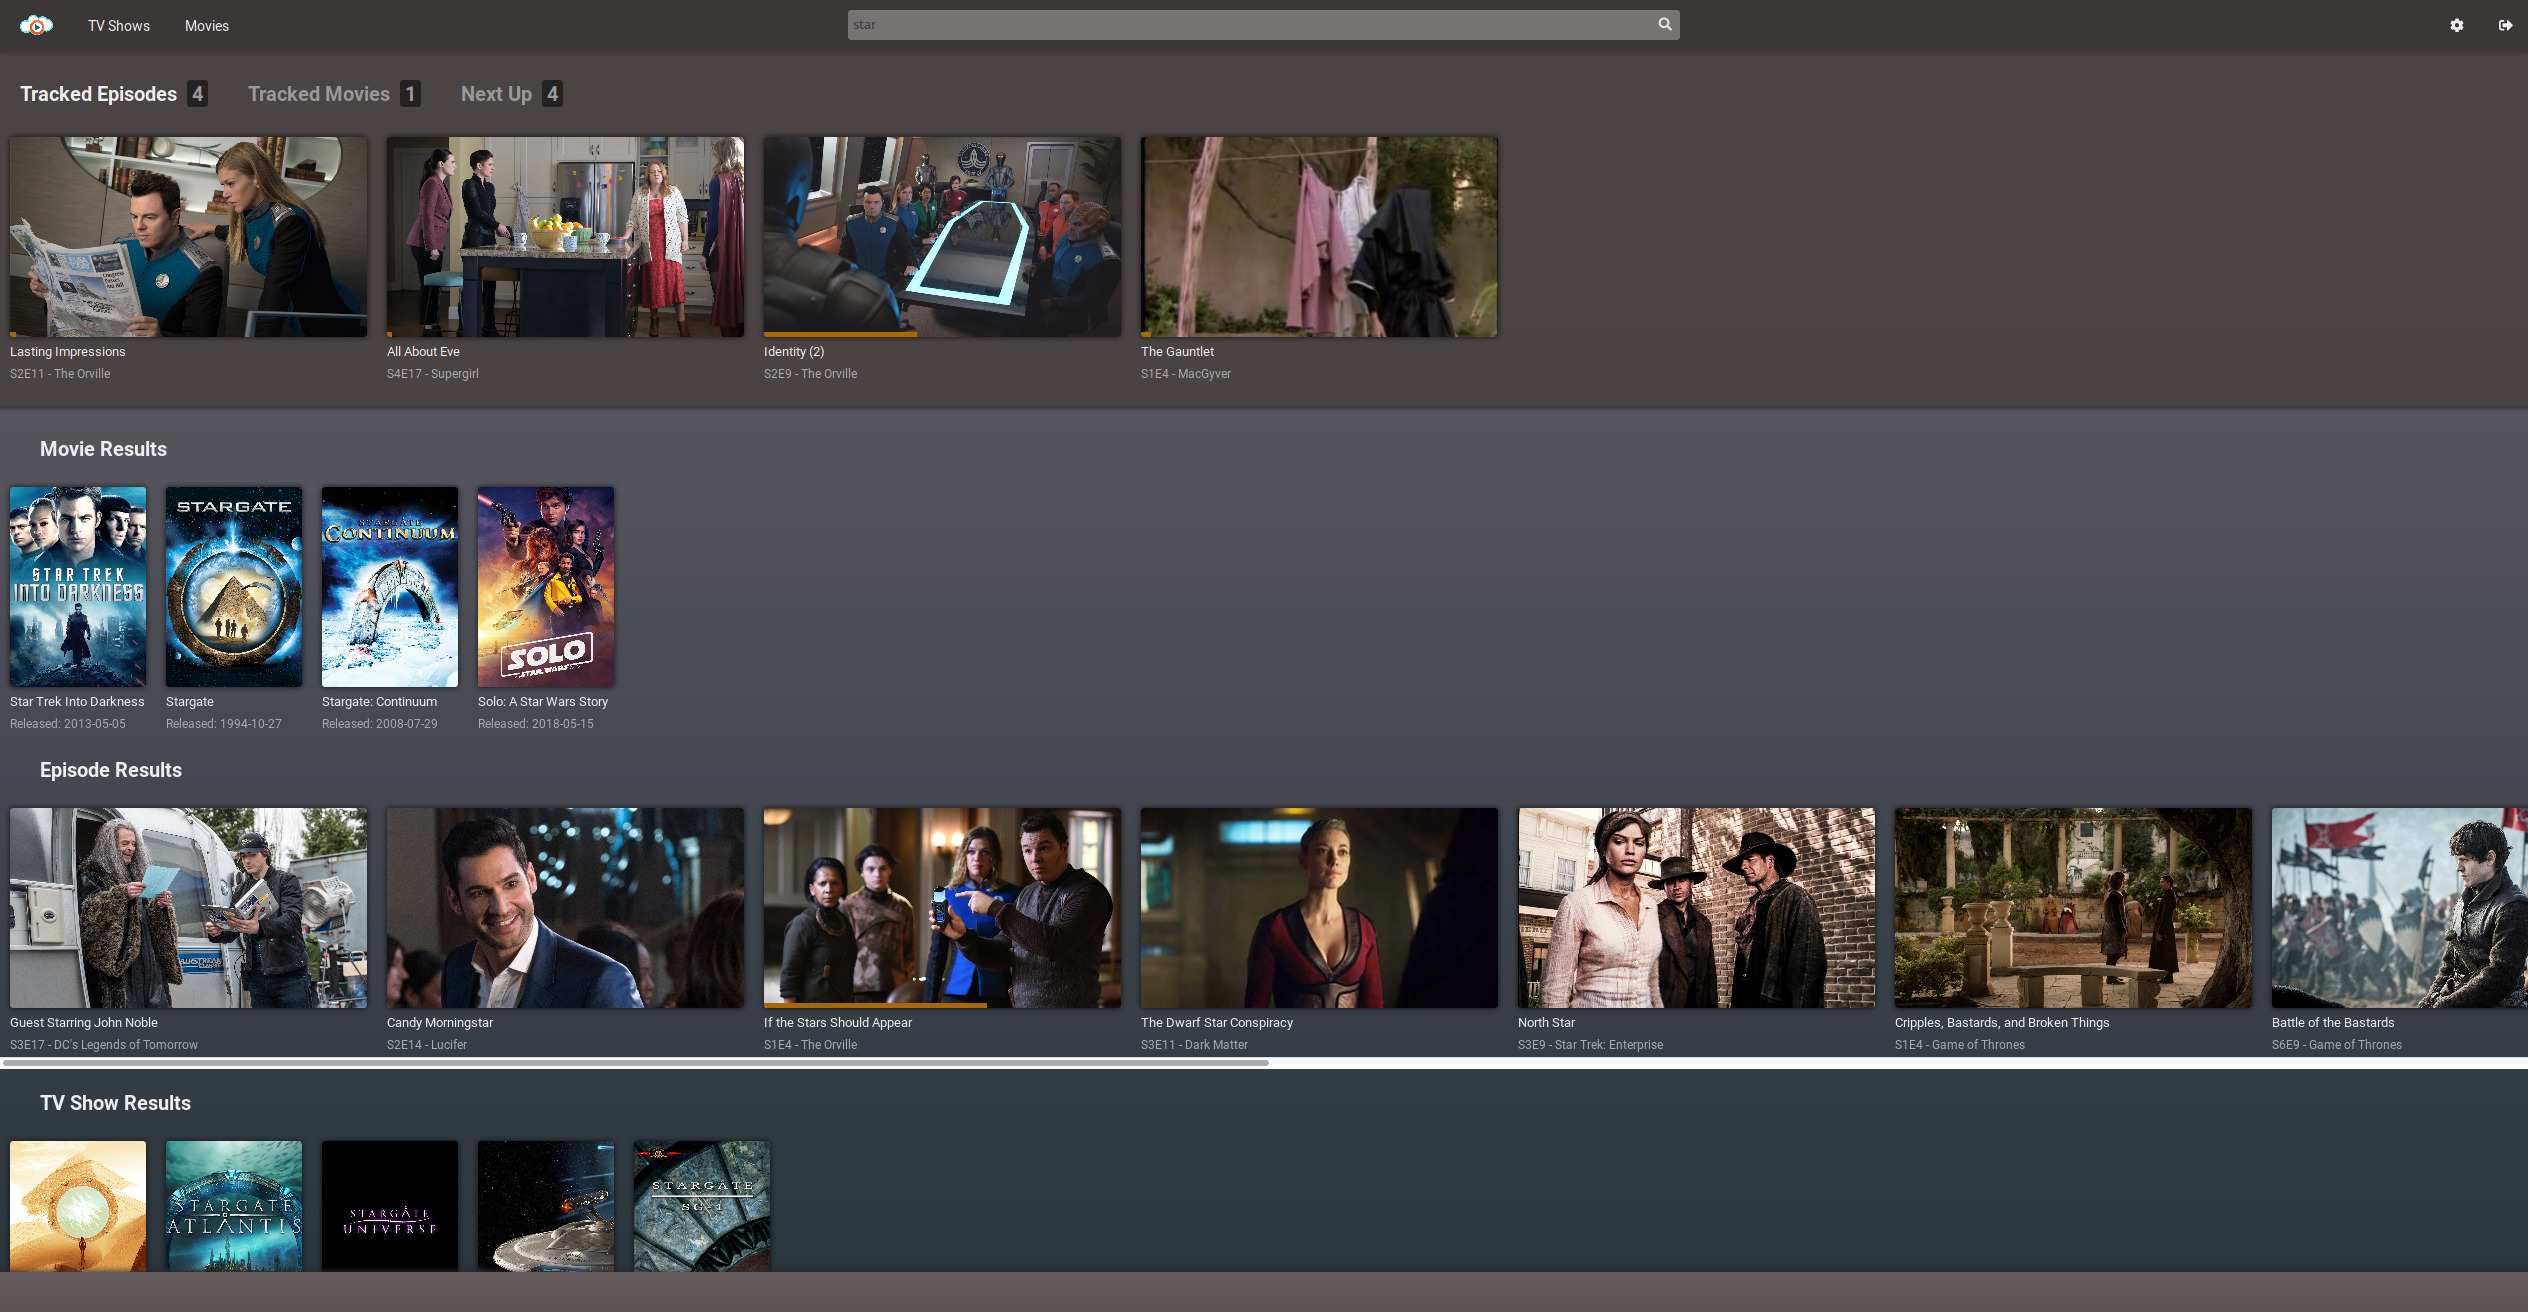 TV Shows
Movies
star
Tracked Episodes 4
Tracked Movies 1
Next Up 4
Lasting Impressions
S2E11 - The Orville
All About Eve
S4E17 - Supergirl
Identity (2)
S2E9 - The Orville
The Gauntlet
S1E4 - MacGyver
Movie Results
STAR TREK
INTO DARKNESS
STARGATE
STARGATE
CONTINUUM
SOLO
STAR WARS
Star Trek Into Darkness
Released: 2013-05-05
Stargate
Released: 1994-10-27
Stargate: Continuum
Released: 2008-07-29
Solo: A Star Wars Story
Released: 2018-05-15
Episode Results
Guest Starring John Noble
S3E17 - DC's Legends of Tomorrow
Candy Morningstar
S2E14 - Lucifer
If the Stars Should Appear
S1E4 - The Orville
The Dwarf Star Conspiracy
S3E11 - Dark Matter
North Star
S3E9 - Star Trek: Enterprise
Cripples, Bastards, and Broken Things
S1E4 - Game of Thrones
Battle of the Bastards
S6E9 - Game of Thrones
TV Show Results
STARGATE
ATLANTIS
STARGATE
UNIVERSE
STARGATE
SG-1